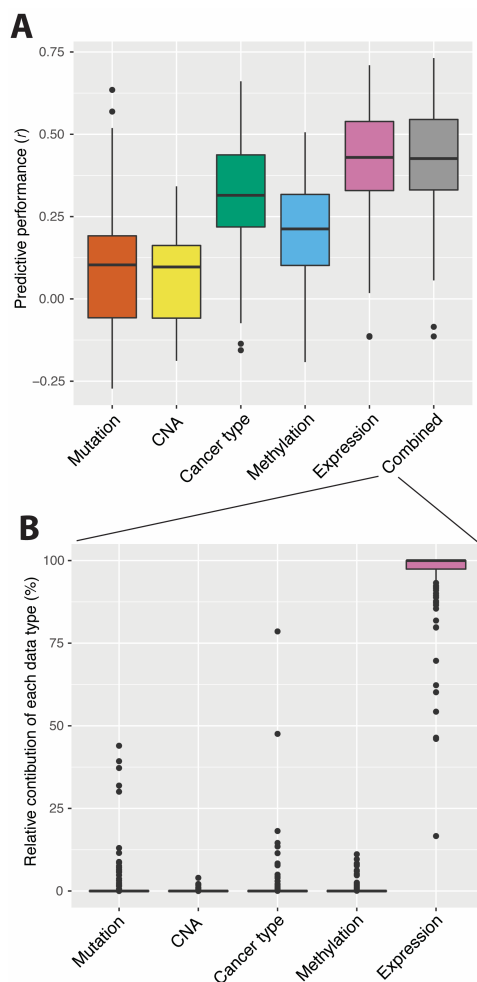 A
Predictive performance (r)
0.75
0.50
0.25
0.00
−0.25
Mutation
CNA
Cancer type
Methylation
Expression
Combined
B
Relative contibution of each data type (%)
100
75
50
25
0
Mutation
CNA
Cancer type
Methylation
Expression